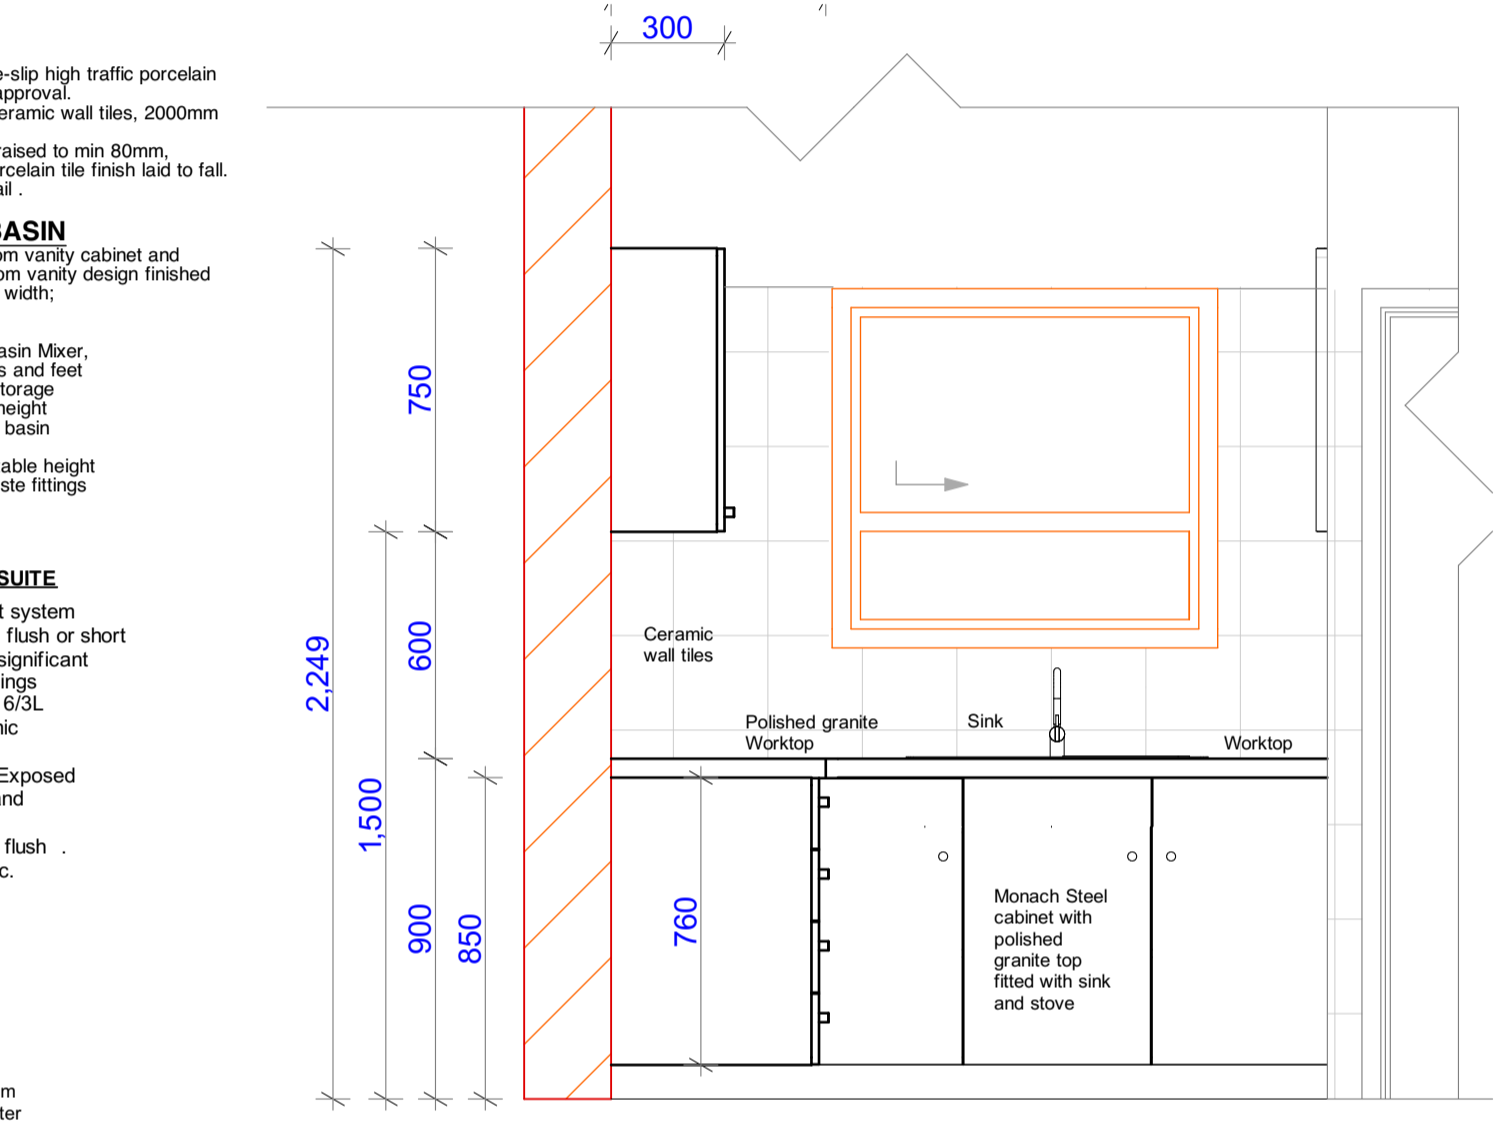 e-slip high traffic porcelain
approval.
eramic wall tiles, 2000mm
raised to min 80mm,
rcelain tile finish laid to fall.
ail .
BASIN
om vanity cabinet and
om vanity design finished
width;
asin Mixer,
s and feet
torage
height
basin
able height
ste fittings
SUITE
t system
flush or short
significant
ings
6/3L
nic
Exposed
and
flush .
c.
m
ter
300
750
600
2,249
1,500
900
850
760
Ceramic
wall tiles
Polished granite
Worktop
Sink
Worktop
Monach Steel
cabinet with
polished
granite top
fitted with sink
and stove